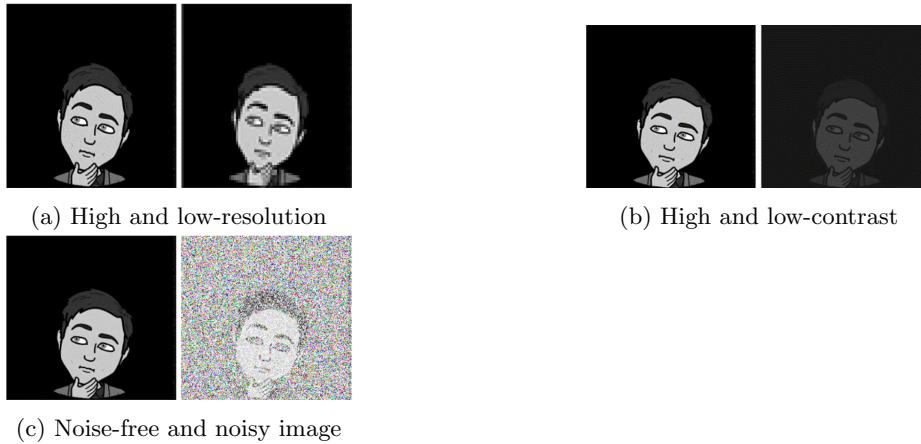 (a) High and low-resolution
(b) High and low-contrast
(c) Noise-free and noisy image